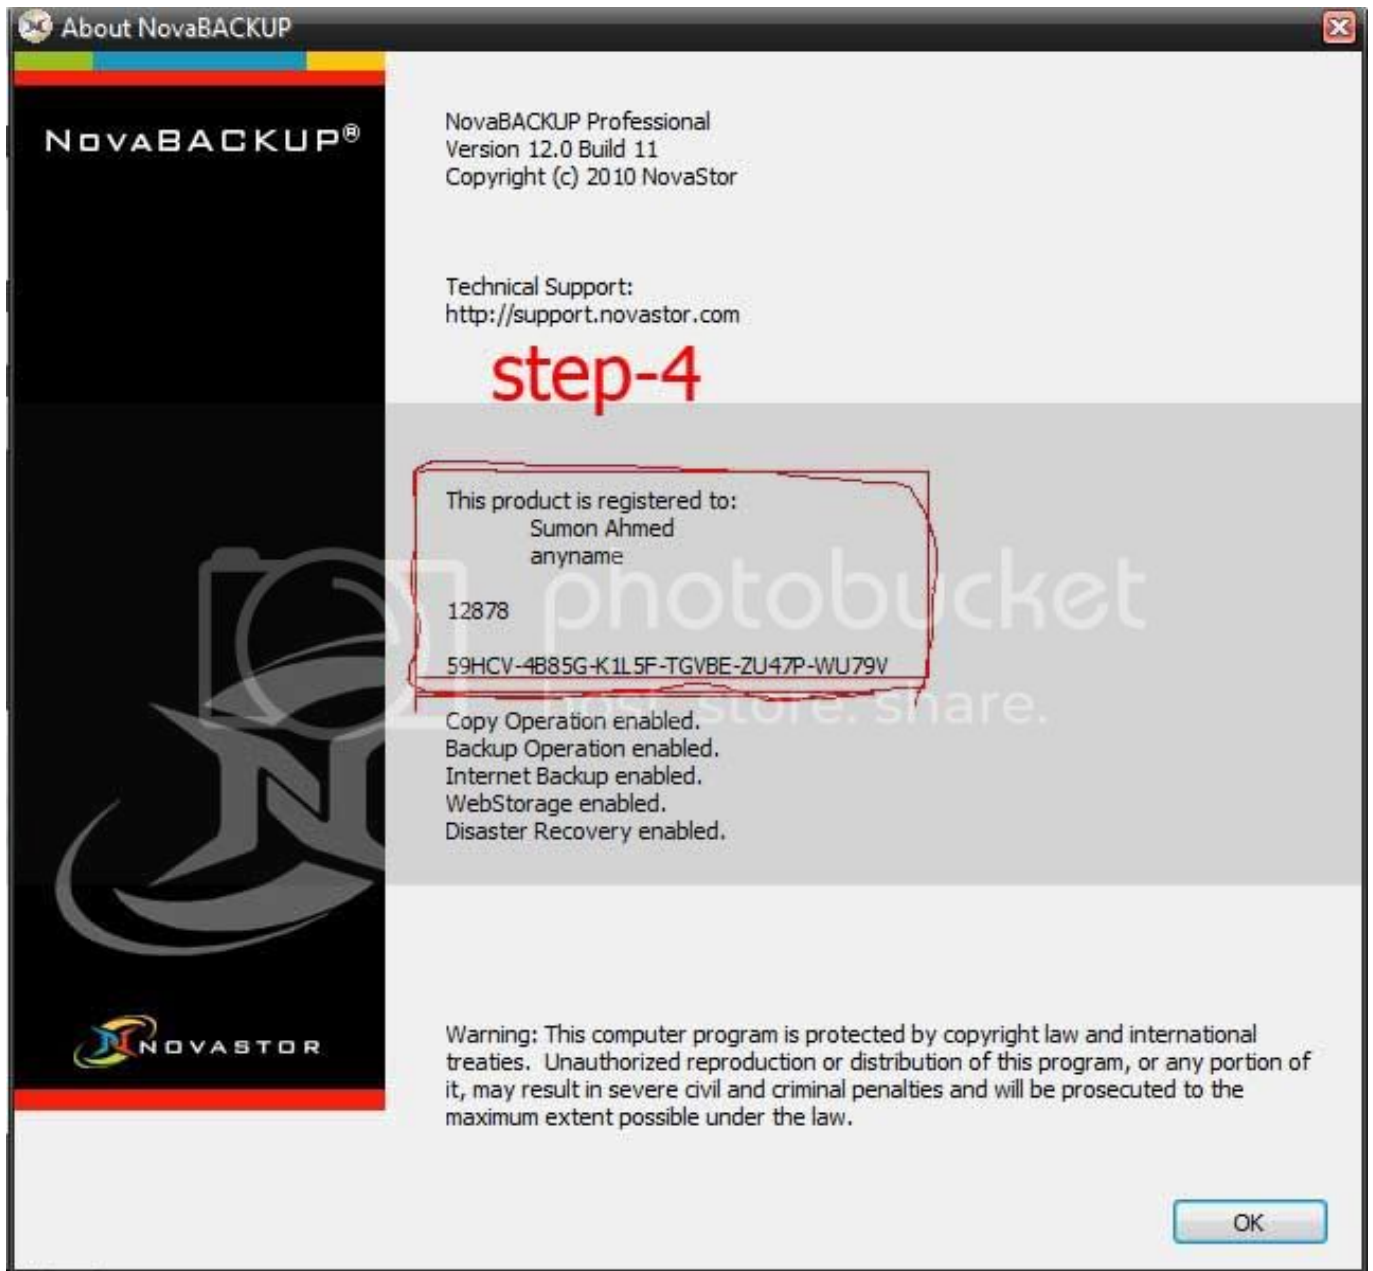 About NovaBACKUP
NOVABACKUP®
NovaBACKUP Professional
Version 12.0 Build 11
Copyright (c) 2010 NovaStor
Technical Support:
http://support.novastor.com
step-4
This product is registered to:
Sumon Ahmed
anyname
12878
59HCV-4B85G-K1L5F-TGVBE-ZU47P-WU79V
photobucket
host. store. share.
Copy Operation enabled.
Backup Operation enabled.
Internet Backup enabled.
WebStorage enabled.
Disaster Recovery enabled.
NOVASTOR
Warning: This computer program is protected by copyright law and international
treaties. Unauthorized reproduction or distribution of this program, or any portion of
it, may result in severe civil and criminal penalties and will be prosecuted to the
maximum extent possible under the law.
OK